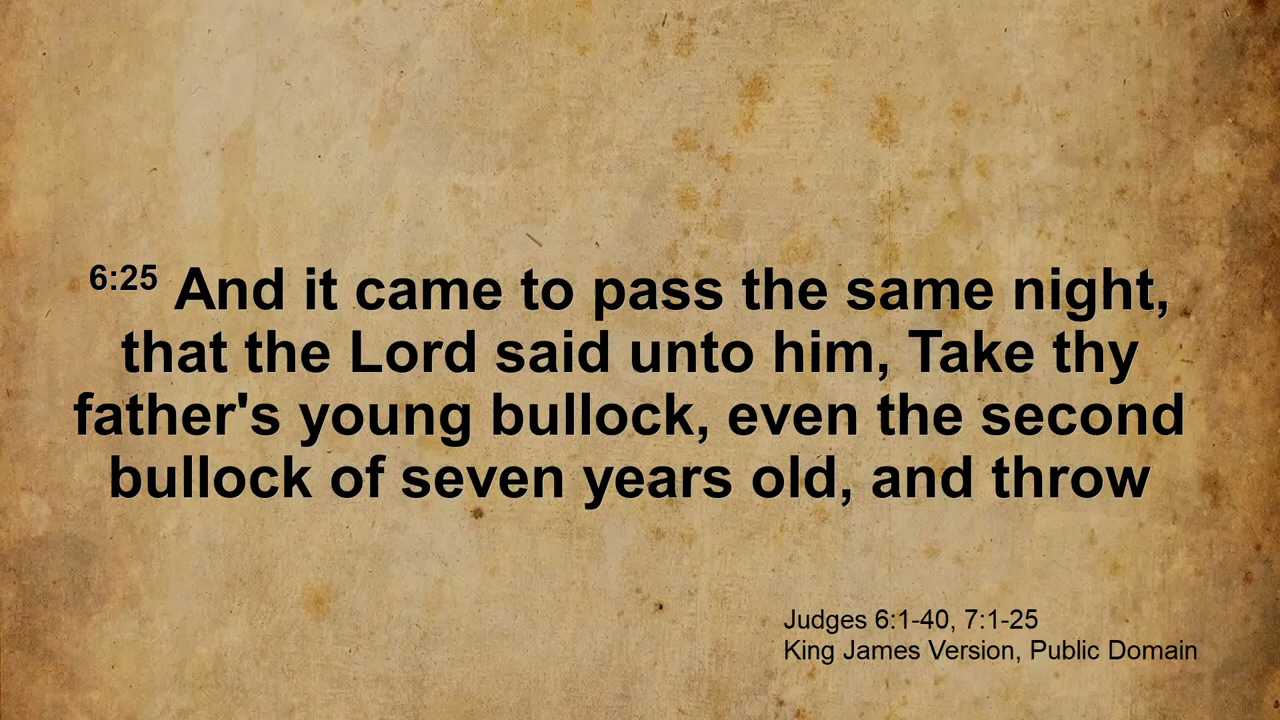 6:25 And it came to pass the same night,
that the Lord said unto him, Take thy
father's young bullock, even the second
bullock of seven years old, and throw
Judges 6:1-40, 7:1-25
King James Version, Public Domain